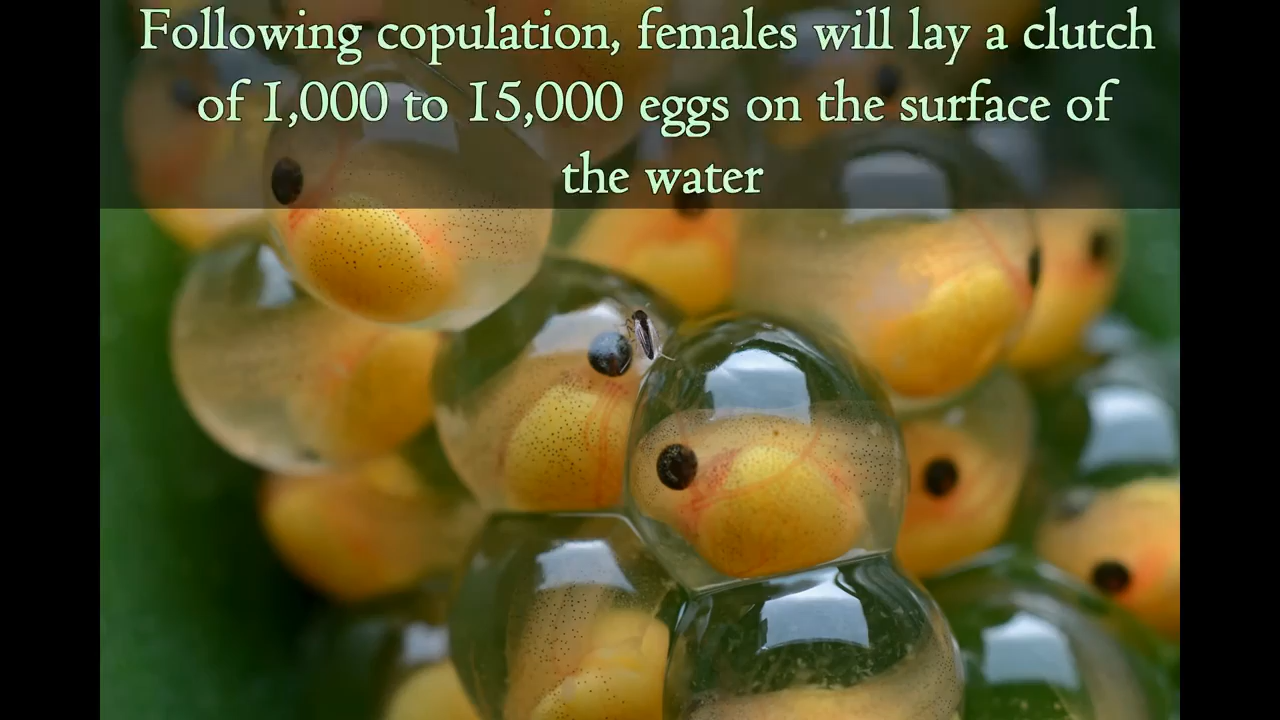 Following copulation, females will lay a clutch
of 1,000 to 15,000 eggs on the surface of
the water